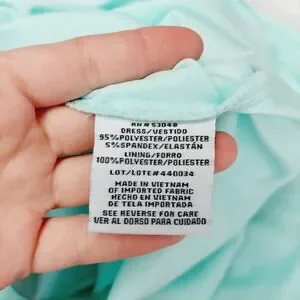 RN# 53048
DRESS/VESTIDO
95%POLYESTER/POLIESTER
5%SPANDEX/ELASTÁN
LINING/FORRO
100%POLYESTER/POLIESTER
LOT/LOTE#440034
MADE IN VIETNAM
OF IMPORTED FABRIC
HECHO EN VIETNAM
DE TELA IMPORTADA
SEE REVERSE FOR CARE
VER AL DORSO PARA CUIDADO